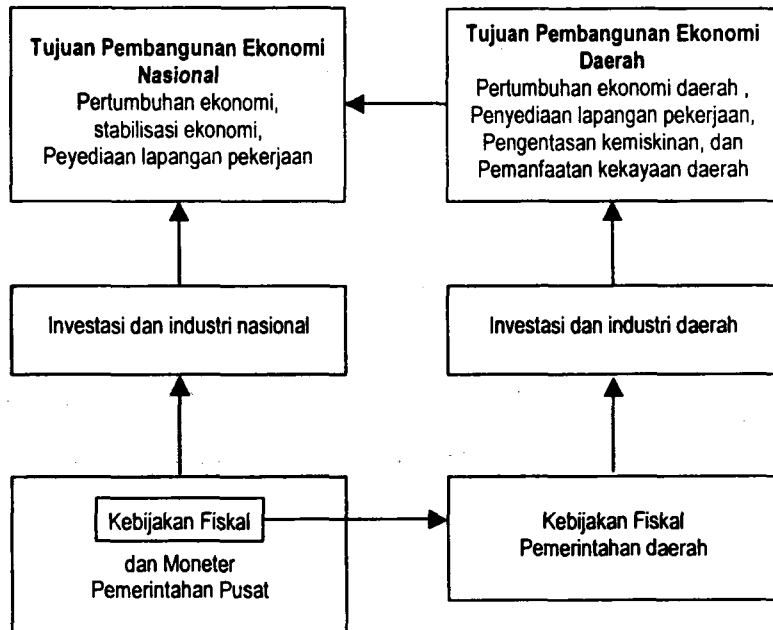 Tujuan Pembangunan Ekonomi
Nasional
Pertumbuhan ekonomi,
stabilisasi ekonomi,
Peyediaan lapangan pekerjaan
Tujuan Pembangunan Ekonomi
Daerah
Pertumbuhan ekonomi daerah ,
Penyediaan lapangan pekerjaan,
Pengentasan kemiskinan, dan
Pemanfaatan kekayaan daerah
Investasi dan industri nasional
Investasi dan industri daerah
Kebijakan Fiskal
dan Moneter
Pemerintahan Pusat
Kebijakan Fiskal
Pemerintahan daerah